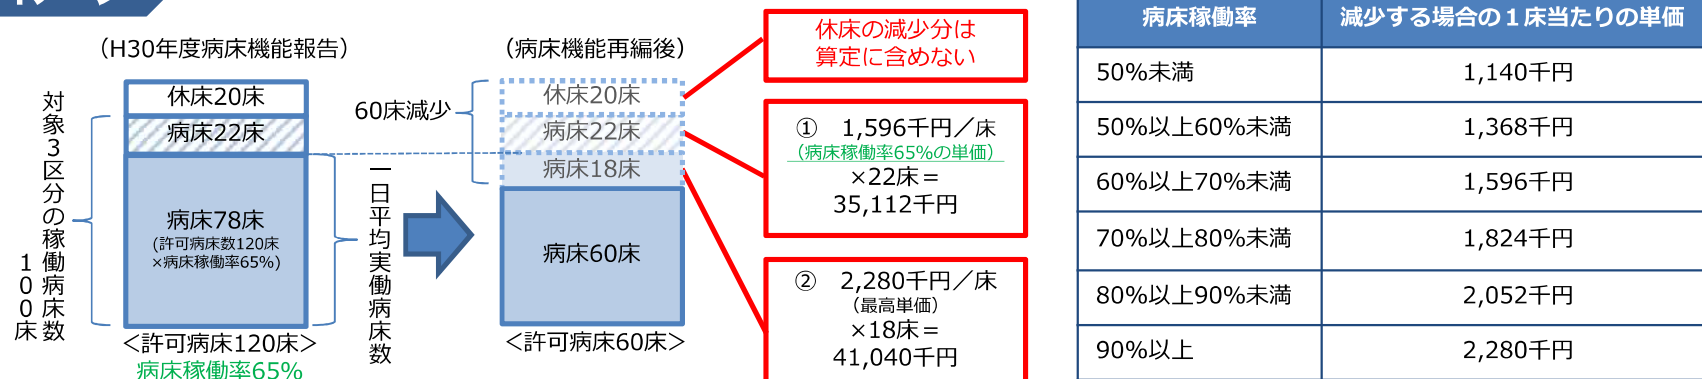 （H30年度病床機能報告）
休床20床
病床22床
病床78床
(許可病床数120床
×病床稼働率65%)
対象３区分の稼働病床数
１００床
一日平均実働病床数
＜許可病床120床＞
病床稼働率65%
（病床機能再編後）
60床減少
休床20床
病床22床
病床18床
病床60床
＜許可病床60床＞
休床の減少分は
算定に含めない
①　1,596千円／床
（病床稼働率65%の単価）
×22床＝
35,112千円
②　2,280千円／床
（最高単価）
×18床＝
41,040千円
病床稼働率 減少する場合の１床当たりの単価
50%未満 1,140千円
50%以上60%未満 1,368千円
60%以上70%未満 1,596千円
70%以上80%未満 1,824千円
80%以上90%未満 2,052千円
90%以上 2,280千円